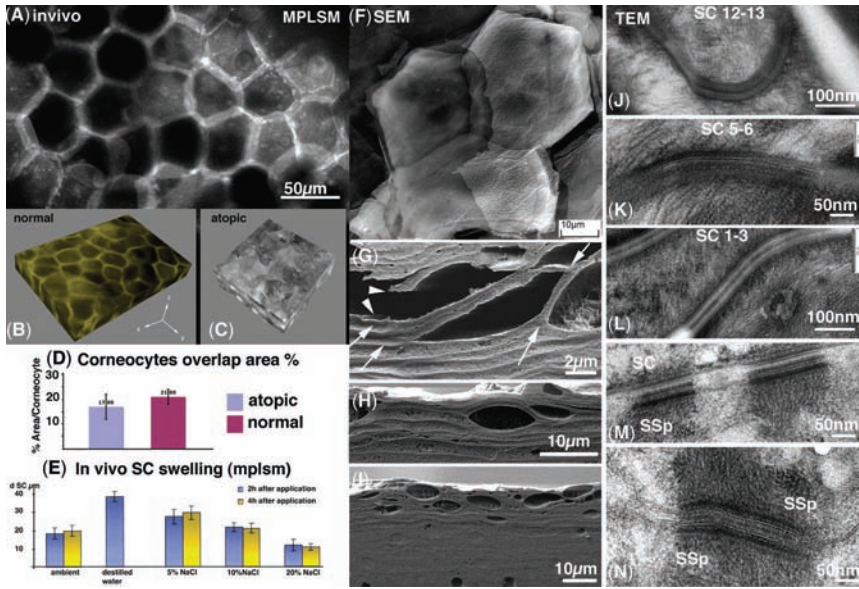 (A) invivo MPLSM
50µm
normal
(B)
atopic
(C)
(D) Corneocytes overlap area %
% Area/Corneocyte
30
20
10
atopic
normal
(E) In vivo SC swelling (mplsm)
d SC µm
40
30
20
10
2h after application
4h after application
ambient
destilled water
5% NaCl
10%NaCl
20% NaCl
(F) SEM
10µm
(G)
2µm
(H)
10µm
(I)
10µm
TEM SC 12-13
(J)
100nm
SC 5-6
(K)
50nm
SC 1-3
(L)
100nm
SC
SSp
(M)
50nm
SSp
SSp
(N)
50nm